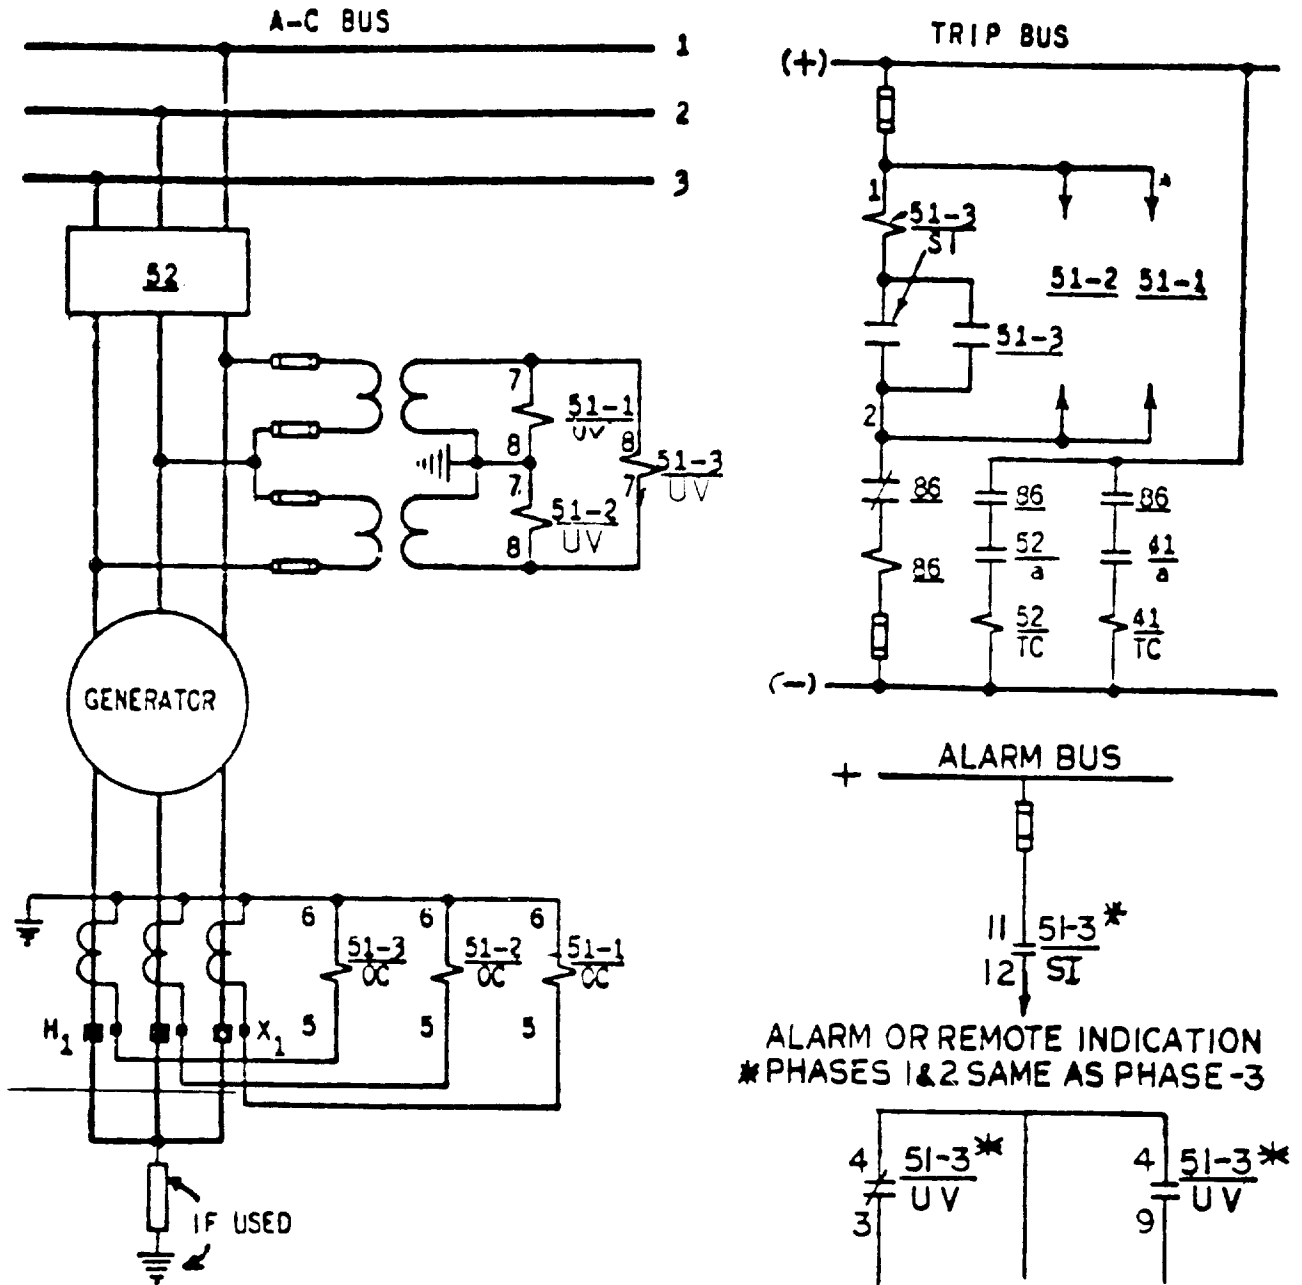 A-C BUS
1
2
3
52
7
51-1
UV
8
8
51-3
UV
7
7
51-2
UV
8
GENERATOR
6
51-3
OC
6
51-2
OC
6
51-1
OC
H1
X1
5
5
5
IF USED
TRIP BUS
(+)
1
51-3
SI
51-2
51-1
51-3
2
86
86
86
86
52
a
41
a
52
TC
41
TC
(-)
ALARM BUS
+
11
51-3*
SI
12
ALARM OR REMOTE INDICATION
*PHASES 1&2 SAME AS PHASE-3
4
51-3*
UV
3
4
51-3*
UV
9